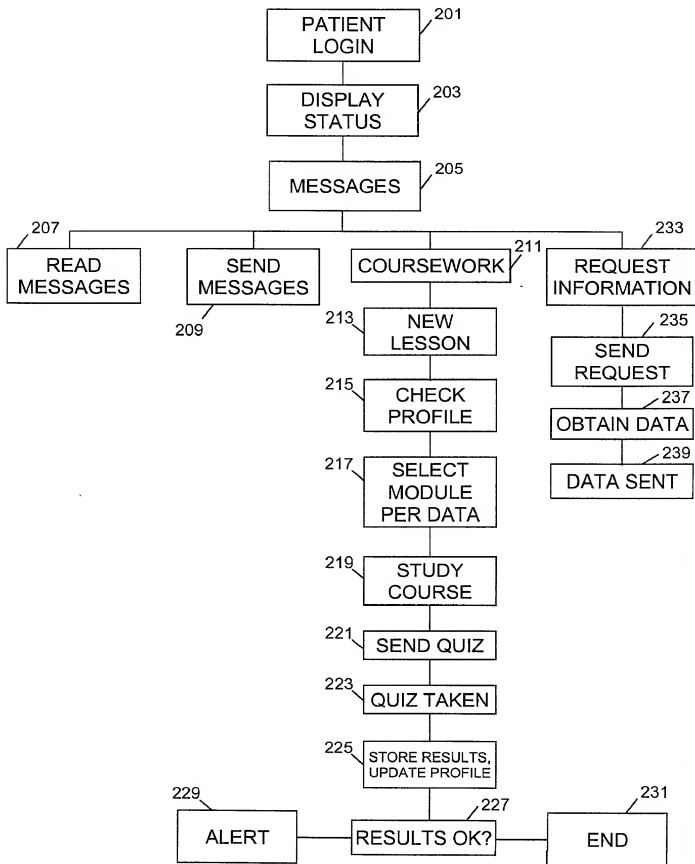 201
PATIENT
LOGIN
203
DISPLAY
STATUS
205
MESSAGES
207
READ
MESSAGES
SEND
MESSAGES
209
211
COURSEWORK
233
REQUEST
INFORMATION
213
NEW
LESSON
235
SEND
REQUEST
215
CHECK
PROFILE
237
OBTAIN DATA
217
SELECT
MODULE
PER DATA
239
DATA SENT
219
STUDY
COURSE
221
SEND QUIZ
223
QUIZ TAKEN
225
STORE RESULTS,
UPDATE PROFILE
229
ALERT
227
RESULTS OK?
231
END